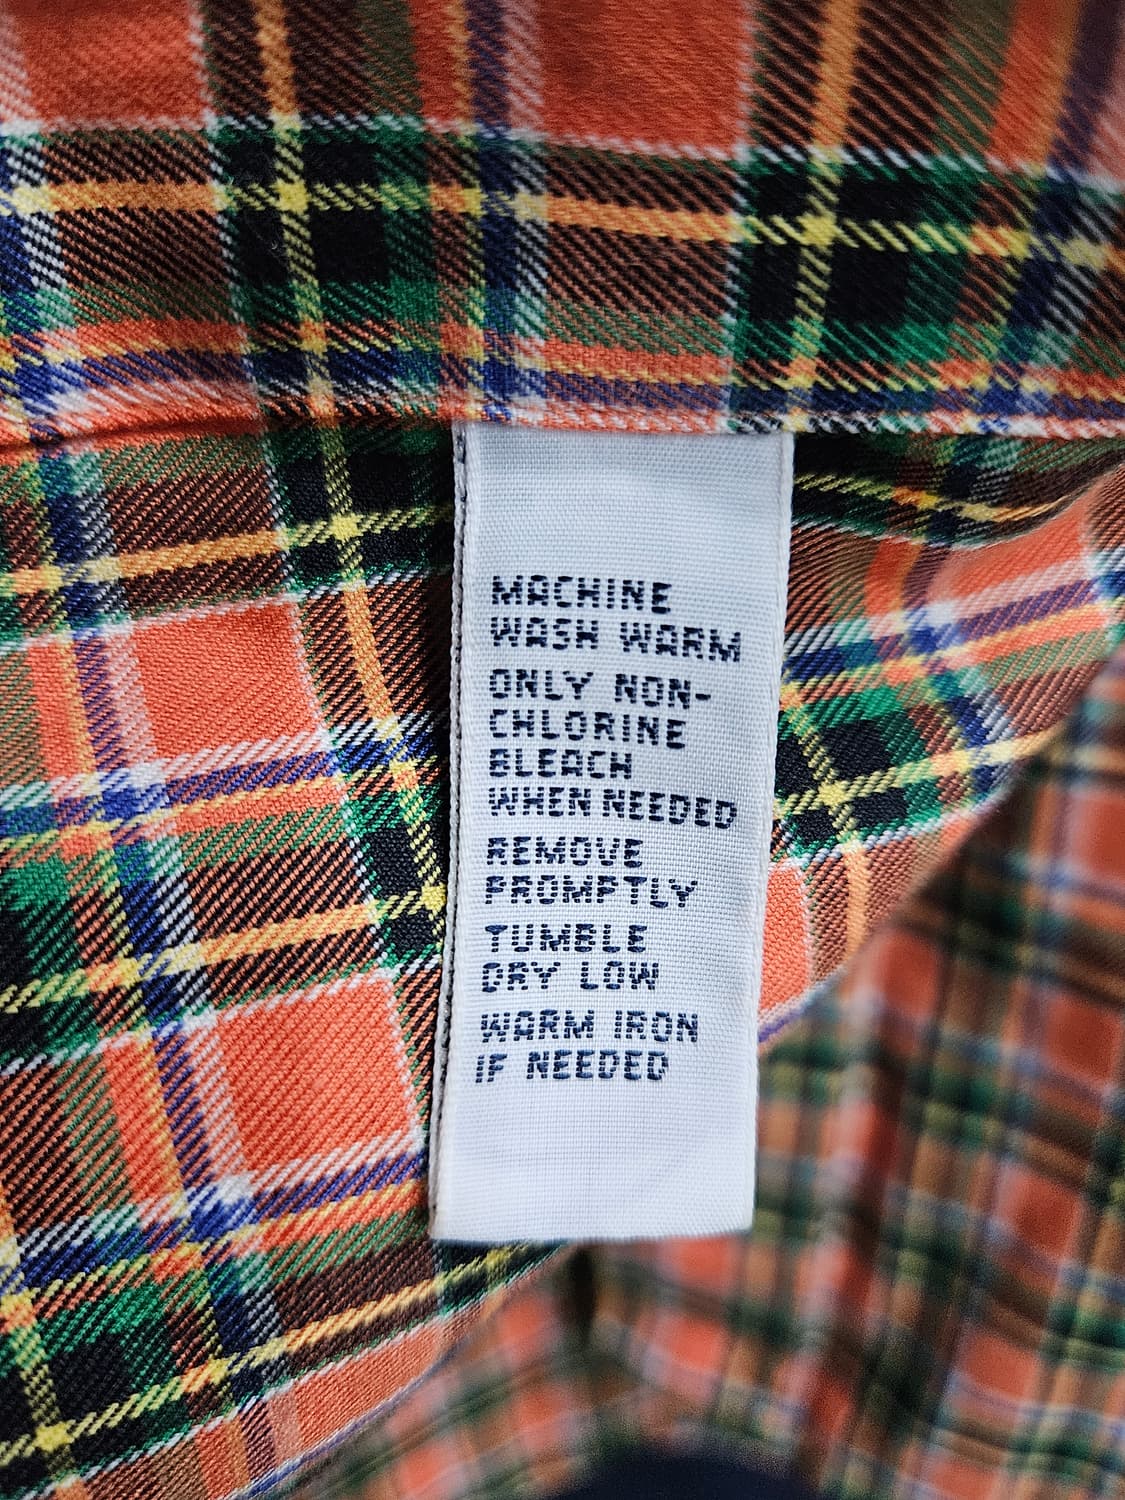 MACHINE
WASH WARM
ONLY NON-
CHLORINE
BLEACH
WHEN NEEDED
REMOVE
PROMPTLY
TUMBLE
DRY LOW
WARM IRON
IF NEEDED